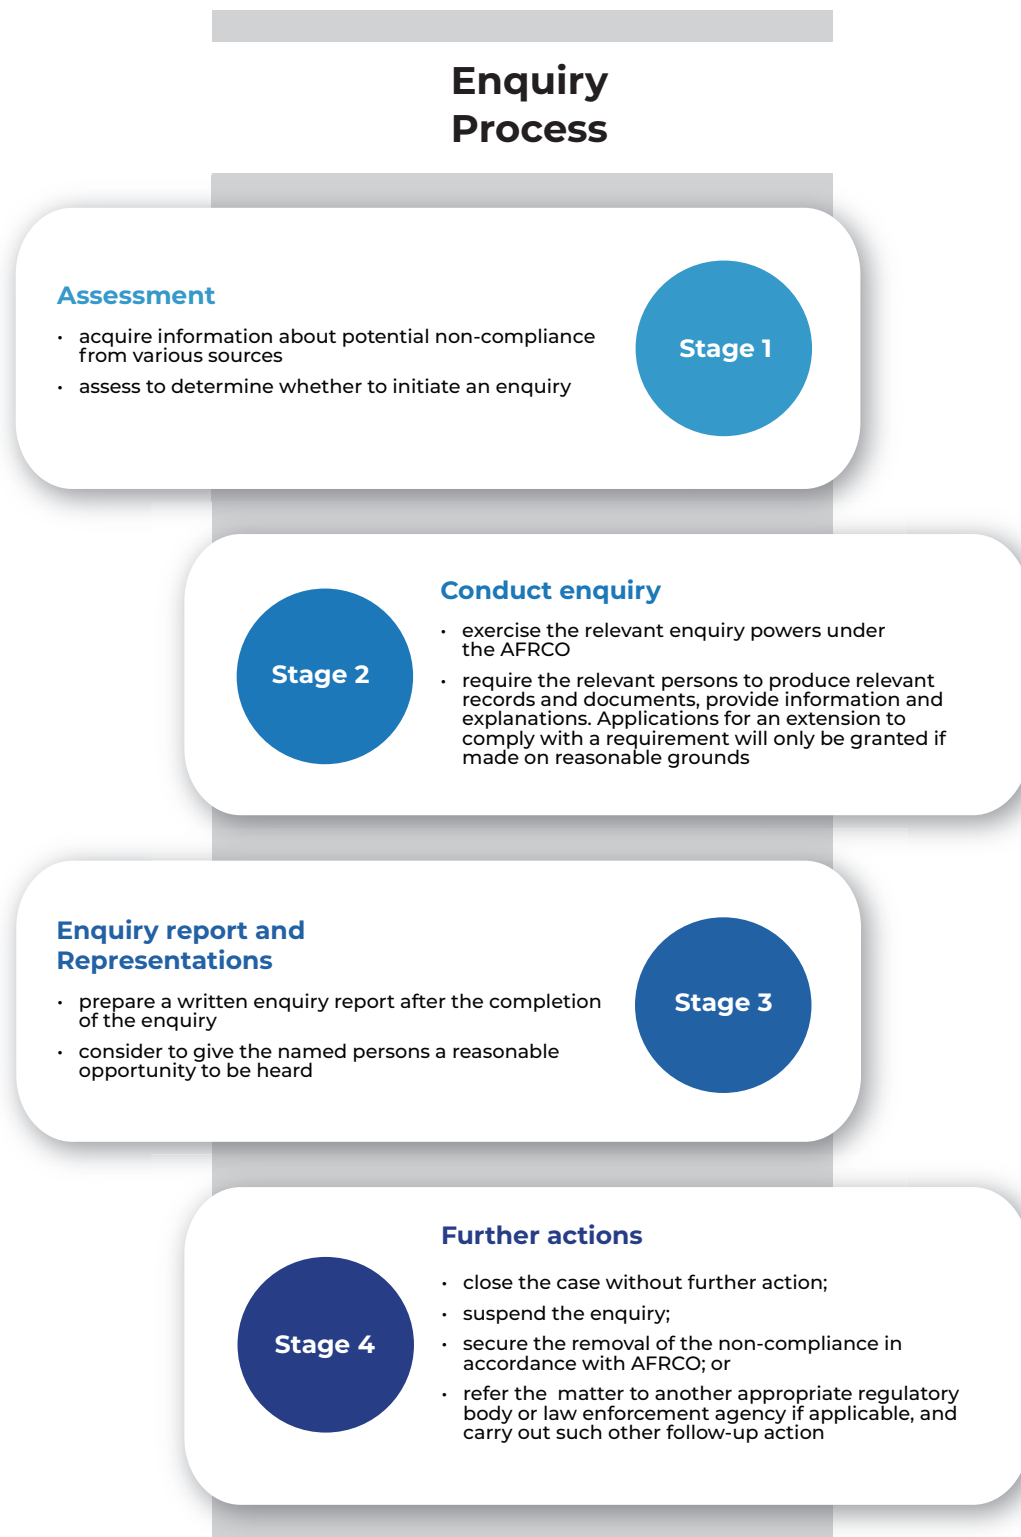 Enquiry
Process
Assessment
• acquire information about potential non-compliance
from various sources
• assess to determine whether to initiate an enquiry
Stage 1
Stage 2
Conduct enquiry
• exercise the relevant enquiry powers under
the AFRCO
• require the relevant persons to produce relevant
records and documents, provide information and
explanations. Applications for an extension to
comply with a requirement will only be granted if
made on reasonable grounds
Enquiry report and
Representations
• prepare a written enquiry report after the completion
of the enquiry
• consider to give the named persons a reasonable
opportunity to be heard
Stage 3
Stage 4
Further actions
• close the case without further action;
• suspend the enquiry;
• secure the removal of the non-compliance in
accordance with AFRCO; or
• refer the  matter to another appropriate regulatory
body or law enforcement agency if applicable, and
carry out such other follow-up action